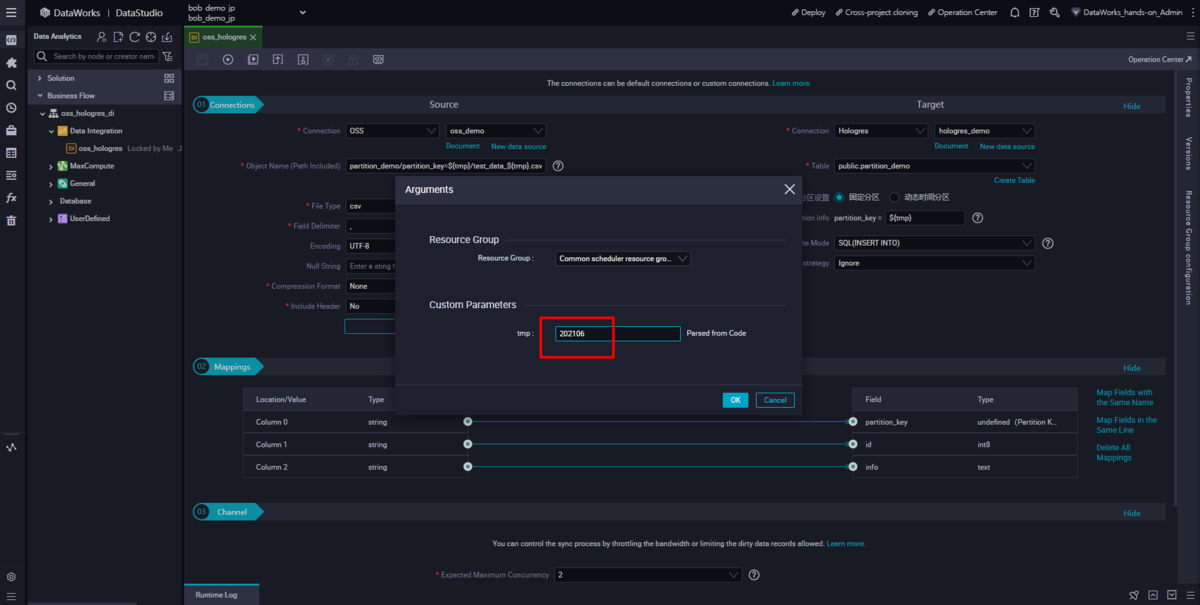 DataWorks | DataStudio
bob_demo jp
bob_demo_jp
Deploy
Cross-project cloning
Operation Center
DataWorks_hands-on_Admin
Data Analytics
Search by node or creator nam
Solution
Business Flow
oss_hologres_di
Data Integration
Di oss_hologres Locked by Me J
MaxCompute
General
Database
UserDefined
DI oss_hologres
Operation Center
The connections can be default connections or custom connections. Learn more.
01 Connections
Source
Target
Hide
* Connection OSS oss_demo
Document New data source
* Object Name (Path Included) partition_demo/partition_key=${tmp}/test_data_${tmp}.csv
* File Type csv
* Field Delimiter ,
Encoding UTF-8
Null String Enter a sting t
* Compression Format None
* Include Header No
* Connection Hologres hologres_demo
Document New data source
* Table public.partition_demo
Create Table
分区设置 固定分区 动态时间分区
tion info partition_key = ${tmp}
te Mode SQL(INSERT INTO)
strategy Ignore
Arguments
Resource Group
Resource Group : Common scheduler resource gro...
Custom Parameters
tmp : 202106 Parsed from Code
OK Cancel
02 Mappings
Hide
Location/Value Type
Column 0 string
Column 1 string
Column 2 string
Field Type
partition_key undefined (Partition K...
id int8
info text
Map Fields with
the Same Name
Map Fields in the
Same Line
Delete All
Mappings
03 Channel
Hide
You can control the sync process by throttling the bandwidth or limiting the dirty data records allowed. Learn more.
* Expected Maximum Concurrency 2
Runtime Log
Properties
Versions
Resource Group configuration